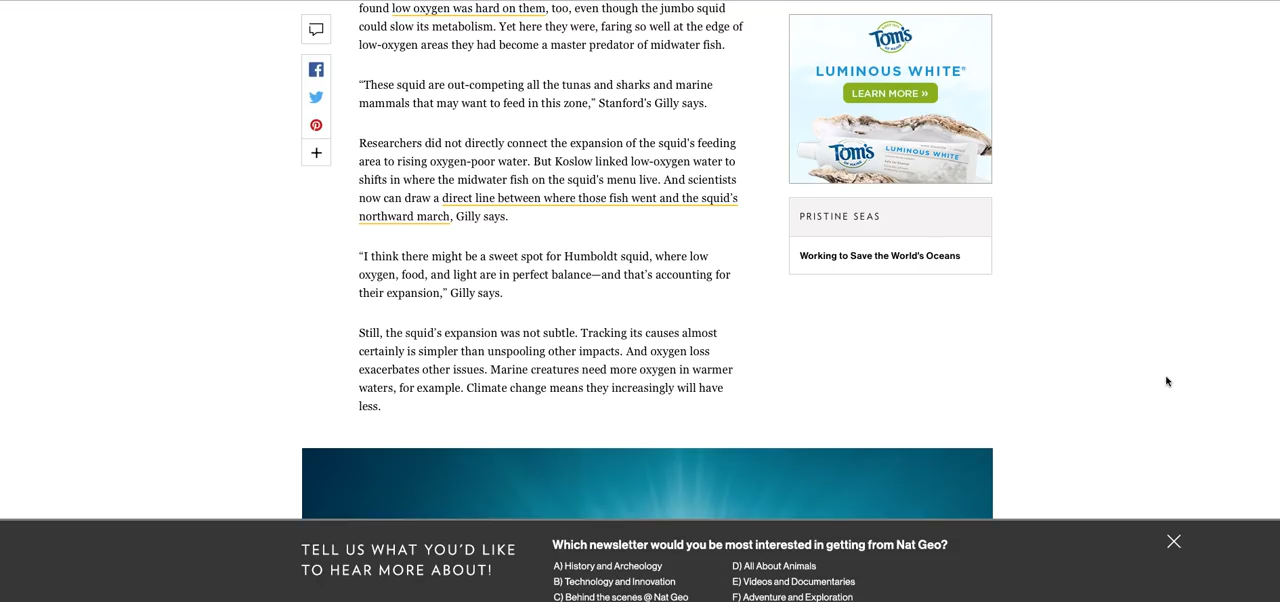 found low oxygen was hard on them, too, even though the jumbo squid
could slow its metabolism. Yet here they were, faring so well at the edge of
low-oxygen areas they had become a master predator of midwater fish.
“These squid are out-competing all the tunas and sharks and marine
mammals that may want to feed in this zone,” Stanford’s Gilly says.
Researchers did not directly connect the expansion of the squid’s feeding
area to rising oxygen-poor water. But Koslow linked low-oxygen water to
shifts in where the midwater fish on the squid’s menu live. And scientists
now can draw a direct line between where those fish went and the squid’s
northward march, Gilly says.
“I think there might be a sweet spot for Humboldt squid, where low
oxygen, food, and light are in perfect balance—and that’s accounting for
their expansion,” Gilly says.
Still, the squid’s expansion was not subtle. Tracking its causes almost
certainly is simpler than unspooling other impacts. And oxygen loss
exacerbates other issues. Marine creatures need more oxygen in warmer
waters, for example. Climate change means they increasingly will have
less.
Tom's
OF MAINE
LUMINOUS WHITE®
LEARN MORE »
Tom's
OF MAINE
LUMINOUS WHITE
PRISTINE SEAS
Working to Save the World's Oceans
TELL US WHAT YOU'D LIKE
TO HEAR MORE ABOUT!
Which newsletter would you be most interested in getting from Nat Geo?
A) History and Archeology
B) Technology and Innovation
C) Behind the scenes @ Nat Geo
D) All About Animals
E) Videos and Documentaries
F) Adventure and Exploration